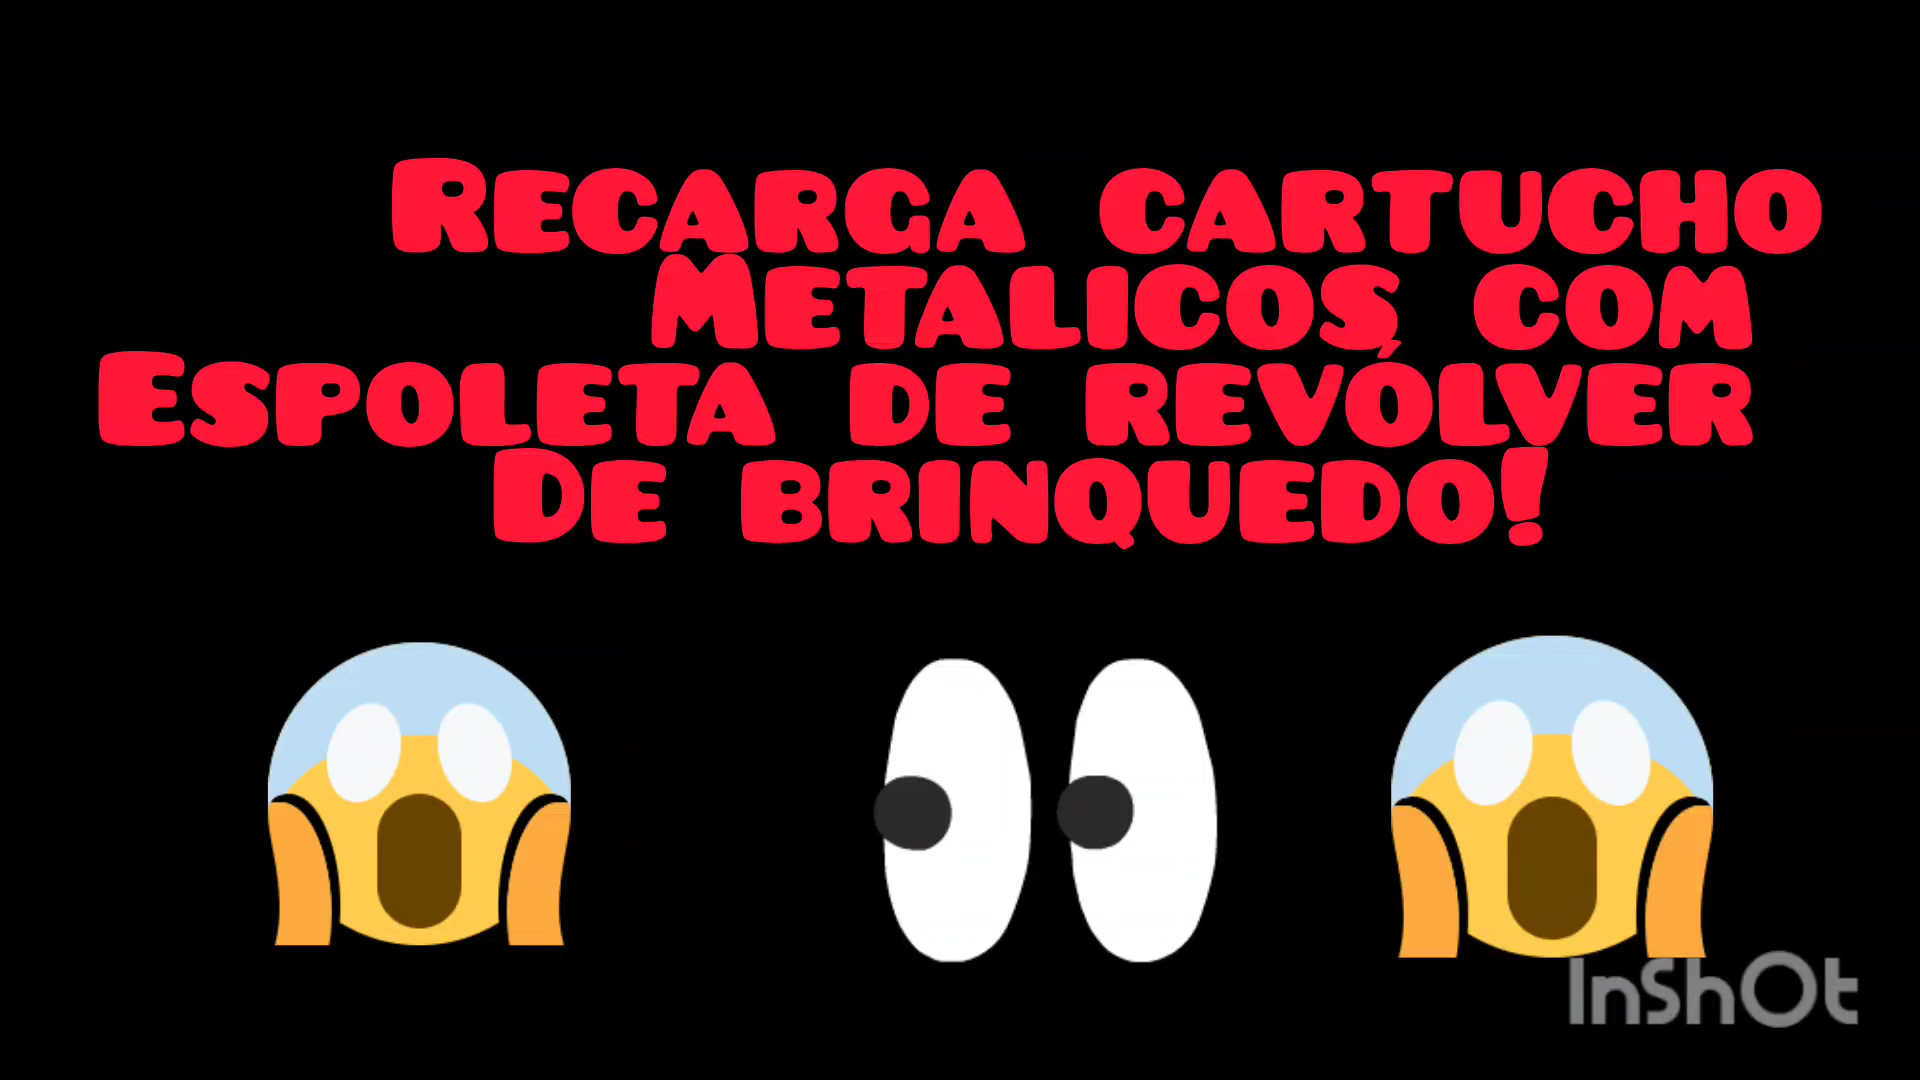 Recarga cartucho
Metalicos com
Espoleta de revólver
De brinquedo!
InShOt